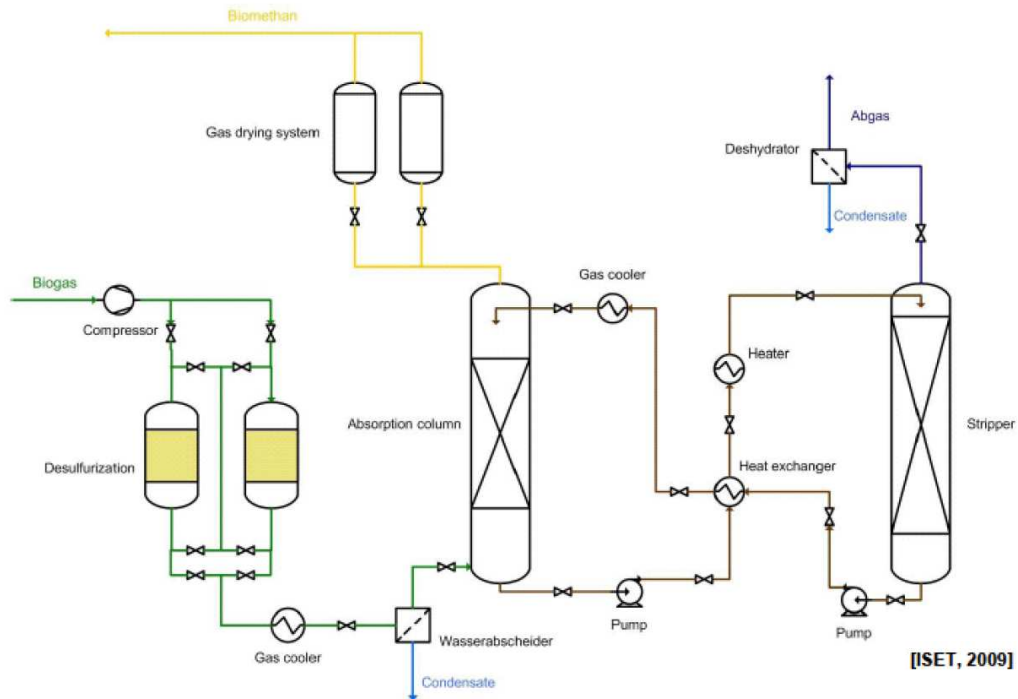 Biomethan
Gas drying system
Abgas
Deshydrator
Condensate
Biogas
Compressor
Gas cooler
Heater
Absorption column
Stripper
Desulfurization
Heat exchanger
Pump
Pump
Wasserabscheider
Gas cooler
Condensate
[ISET, 2009]